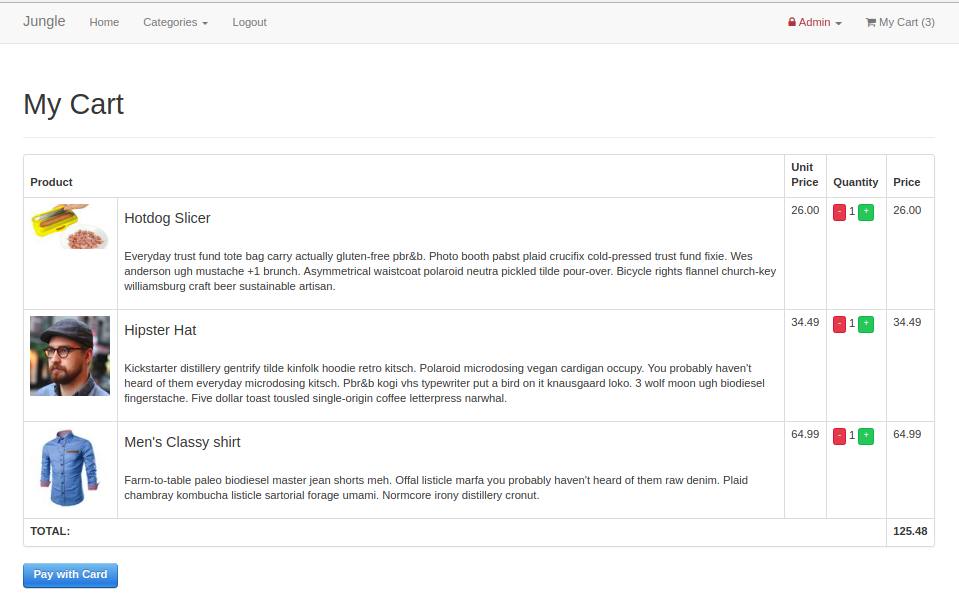 Jungle Home Categories Logout Admin My Cart (3)
My Cart
Product Unit Price Quantity Price
Hotdog Slicer 26.00 - 1 + 26.00
Everyday trust fund tote bag carry actually gluten-free pbr&b. Photo booth pabst plaid crucifix cold-pressed trust fund fixie. Wes
anderson ugh mustache +1 brunch. Asymmetrical waistcoat polaroid neutra pickled tilde pour-over. Bicycle rights flannel church-key
williamsburg craft beer sustainable artisan.
Hipster Hat 34.49 - 1 + 34.49
Kickstarter distillery gentrify tilde kinfolk hoodie retro kitsch. Polaroid microdosing vegan cardigan occupy. You probably haven't
heard of them everyday microdosing kitsch. Pbr&b kogi vhs typewriter put a bird on it knausgaard loko. 3 wolf moon ugh biodiesel
fingerstache. Five dollar toast tousled single-origin coffee letterpress narwhal.
Men's Classy shirt 64.99 - 1 + 64.99
Farm-to-table paleo biodiesel master jean shorts meh. Offal listicle marfa you probably haven't heard of them raw denim. Plaid
chambray kombucha listicle sartorial forage umami. Normcore irony distillery cronut.
TOTAL: 125.48
Pay with Card